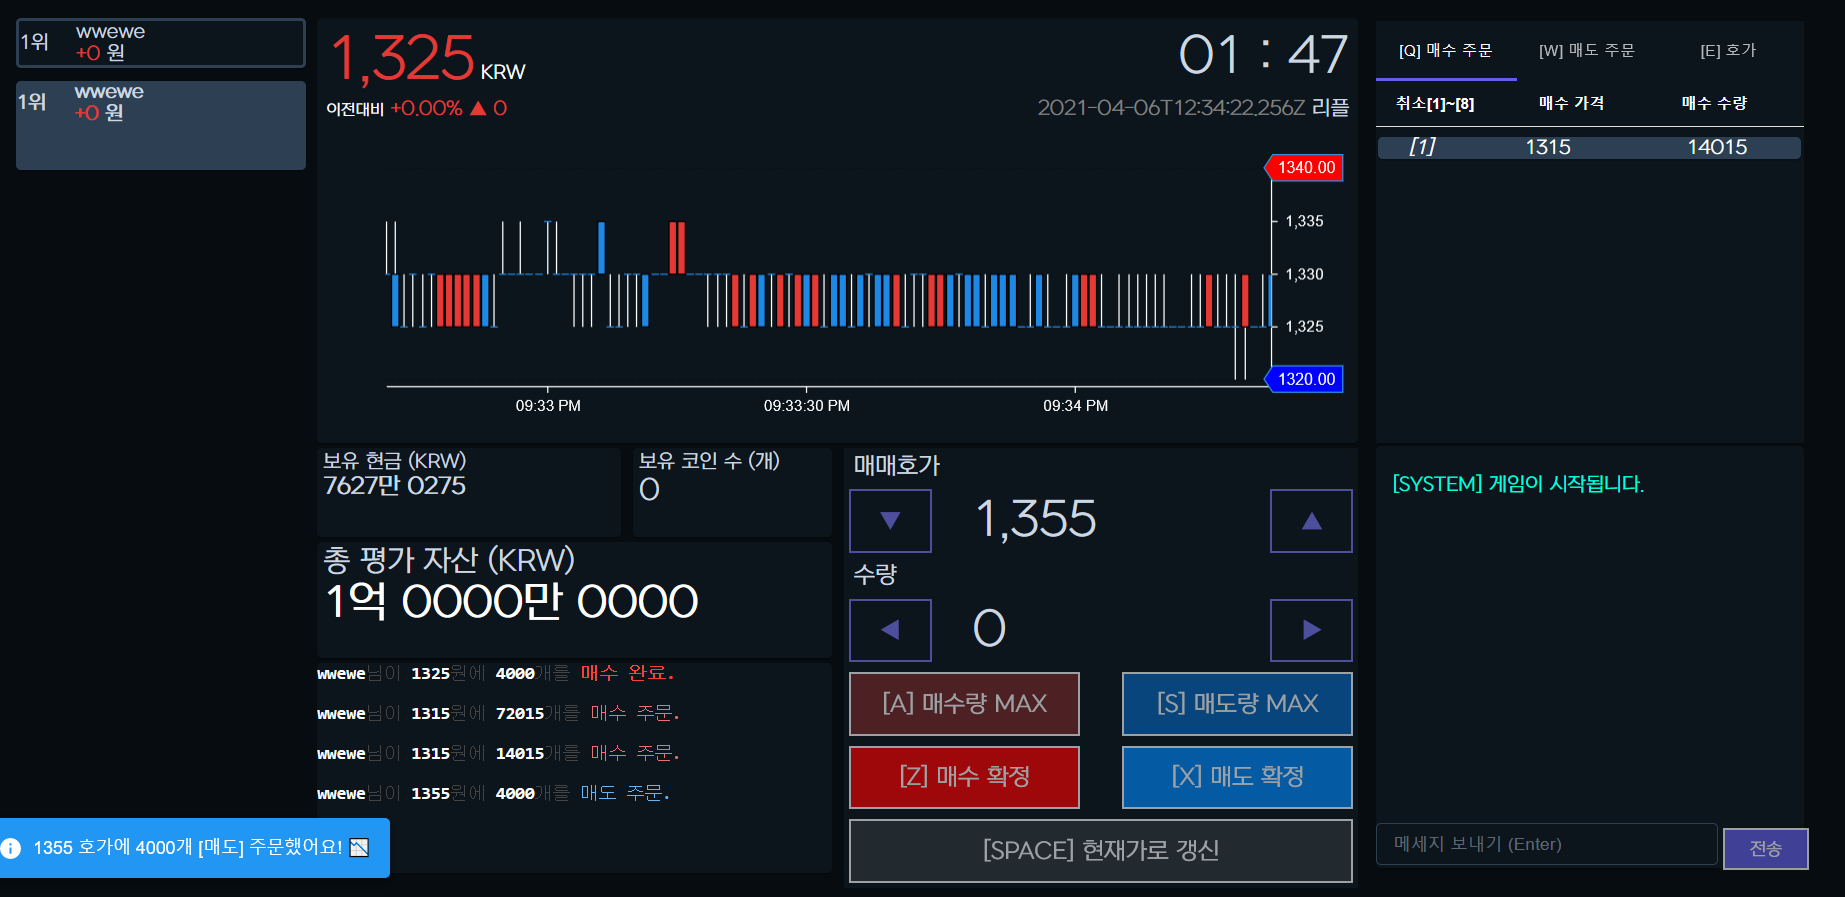 1위
wwewe
+0 원
1위
wwewe
+0 원
1,325 KRW
이전대비 +0.00% ▲ 0
01 : 47
2021-04-06T12:34:22.256Z 리플
1340.00
1,335
1,330
1,325
1320.00
09:33 PM
09:33:30 PM
09:34 PM
보유 현금 (KRW)
7627만 0275
보유 코인 수 (개)
0
총 평가 자산 (KRW)
1억 0000만 0000
wwewe님이 1325원에 4000개를 매수 완료.
wwewe님이 1315원에 72015개를 매수 주문.
wwewe님이 1315원에 14015개를 매수 주문.
wwewe님이 1355원에 4000개를 매도 주문.
1355 호가에 4000개 [매도] 주문했어요!
매매호가
▼ 1,355 ▲
수량
◀ 0 ▶
[A] 매수량 MAX
[S] 매도량 MAX
[Z] 매수 확정
[X] 매도 확정
[SPACE] 현재가로 갱신
[Q] 매수 주문
[W] 매도 주문
[E] 호가
취소[1]~[8] 매수 가격 매수 수량
[1] 1315 14015
[SYSTEM] 게임이 시작됩니다.
메세지 보내기 (Enter)
전송